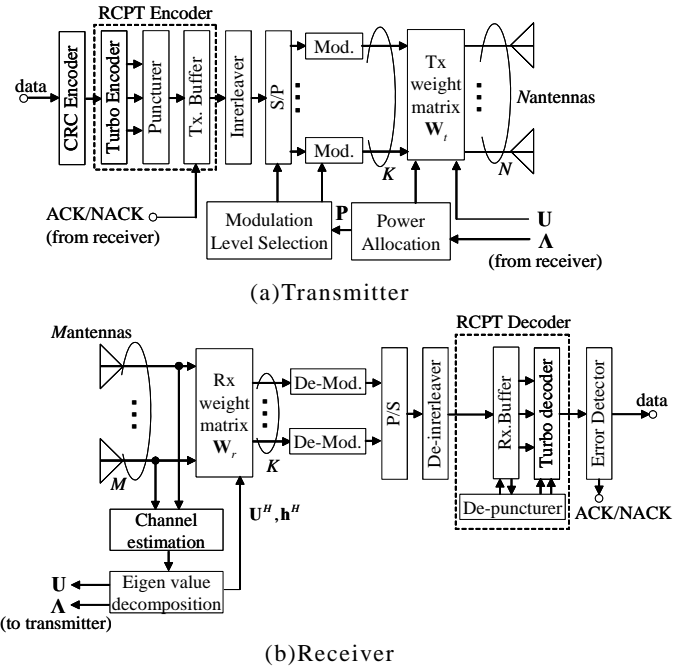 RCPT Encoder
data
CRC Encoder
Turbo Encoder
Puncturer
Tx. Buffer
Inrerleaver
S/P
Mod.
Mod.
K
Tx
weight
matrix
W_t
N
Nantennas
ACK/NACK
(from receiver)
Modulation
Level Selection
P
Power
Allocation
U
Λ
(from receiver)
(a)Transmitter
Mantennas
M
Rx
weight
matrix
W_r
K
De-Mod.
De-Mod.
P/S
De-inrerleaver
RCPT Decoder
Rx.Buffer
Turbo decoder
De-puncturer
Error Detector
data
ACK/NACK
Channel
estimation
U^H, h^H
Eigen value
decomposition
U
Λ
(to transmitter)
(b)Receiver